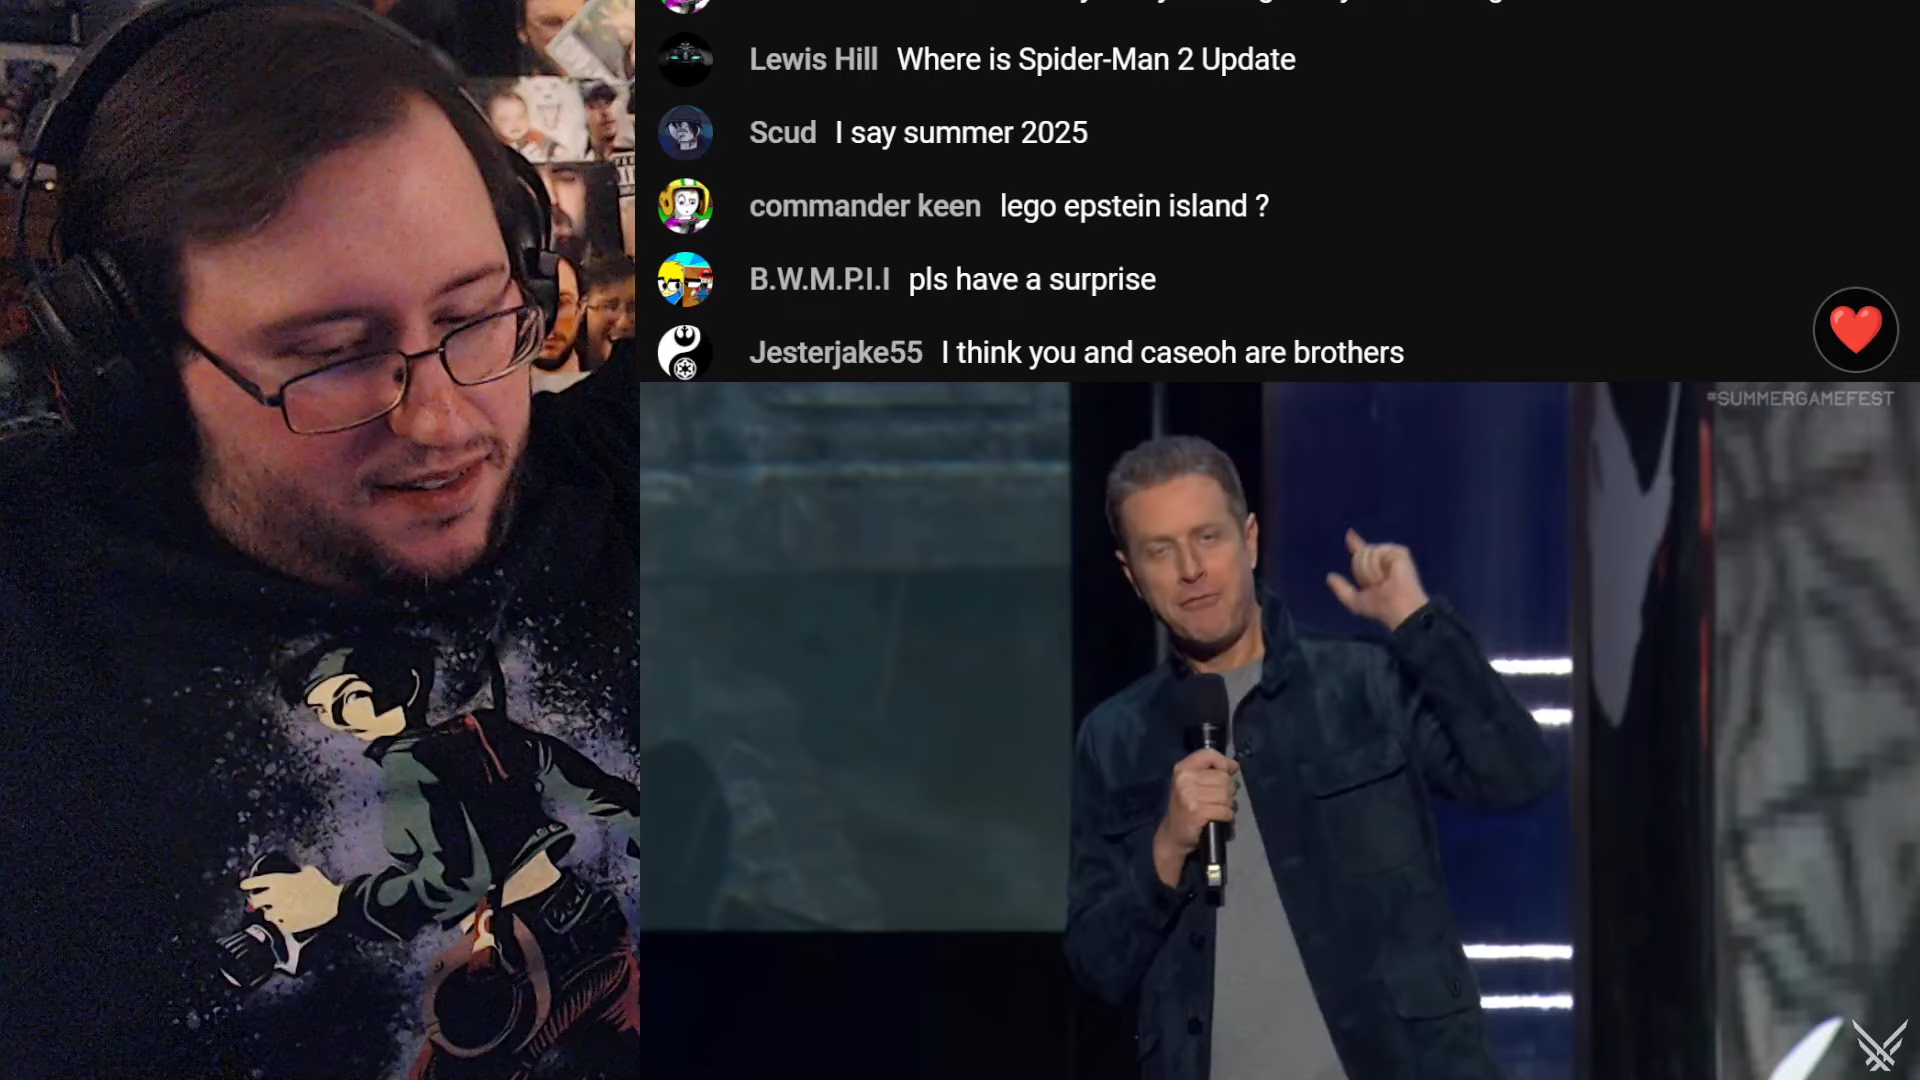 Lewis Hill Where is Spider-Man 2 Update
Scud I say summer 2025
commander keen lego epstein island ?
B.W.M.P.I.I pls have a surprise
Jesterjake55 I think you and caseoh are brothers
#SUMMERGAMEFEST